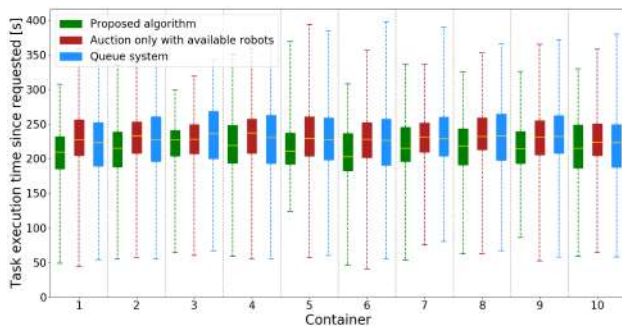 Task execution time since requested [s]
400
350
300
250
200
150
100
50
0
Proposed algorithm
Auction only with available robots
Queue system
1 2 3 4 5 6 7 8 9 10
Container